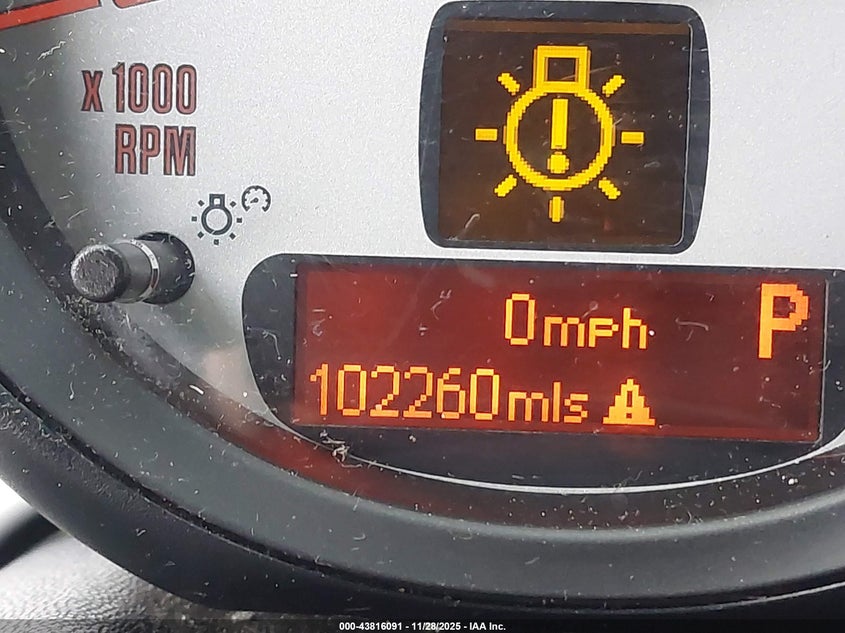 x 1000
RPM
0mph
P
102260mls
000-43816091 - 11/28/2025 - IAA Inc.